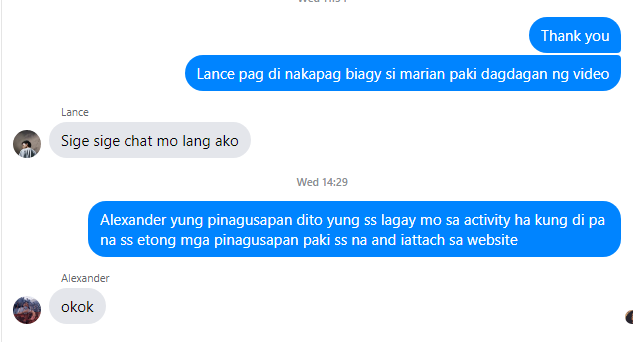 Thank you
Lance pag di nakapag biagy si marian paki dagdagan ng video
Lance
Sige sige chat mo lang ako
Wed 14:29
Alexander yung pinagusapan dito yung ss lagay mo sa activity ha kung di pa
na ss etong mga pinagusapan paki ss na and iattach sa website
Alexander
okok